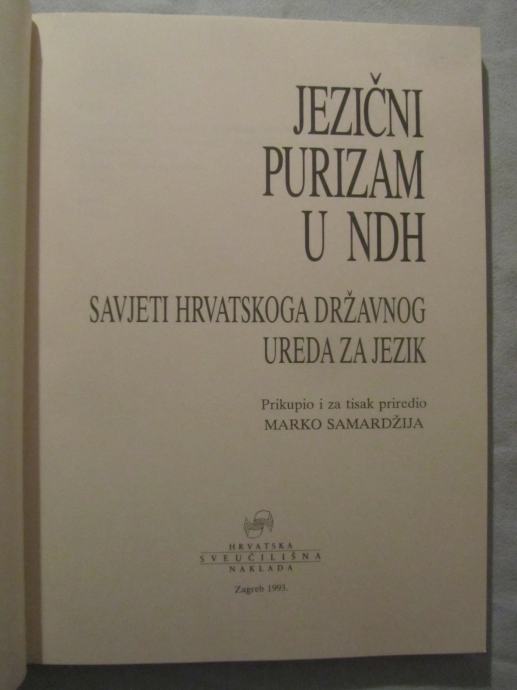 JEZIČNI
PURIZAM
U NDH
SAVJETI HRVATSKOGA DRŽAVNOG
UREDA ZA JEZIK
Prikupio i za tisak priredio
MARKO SAMARDŽIJA
HRVATSKA
SVEUČILIŠNA
NAKLADA
Zagreb 1993.